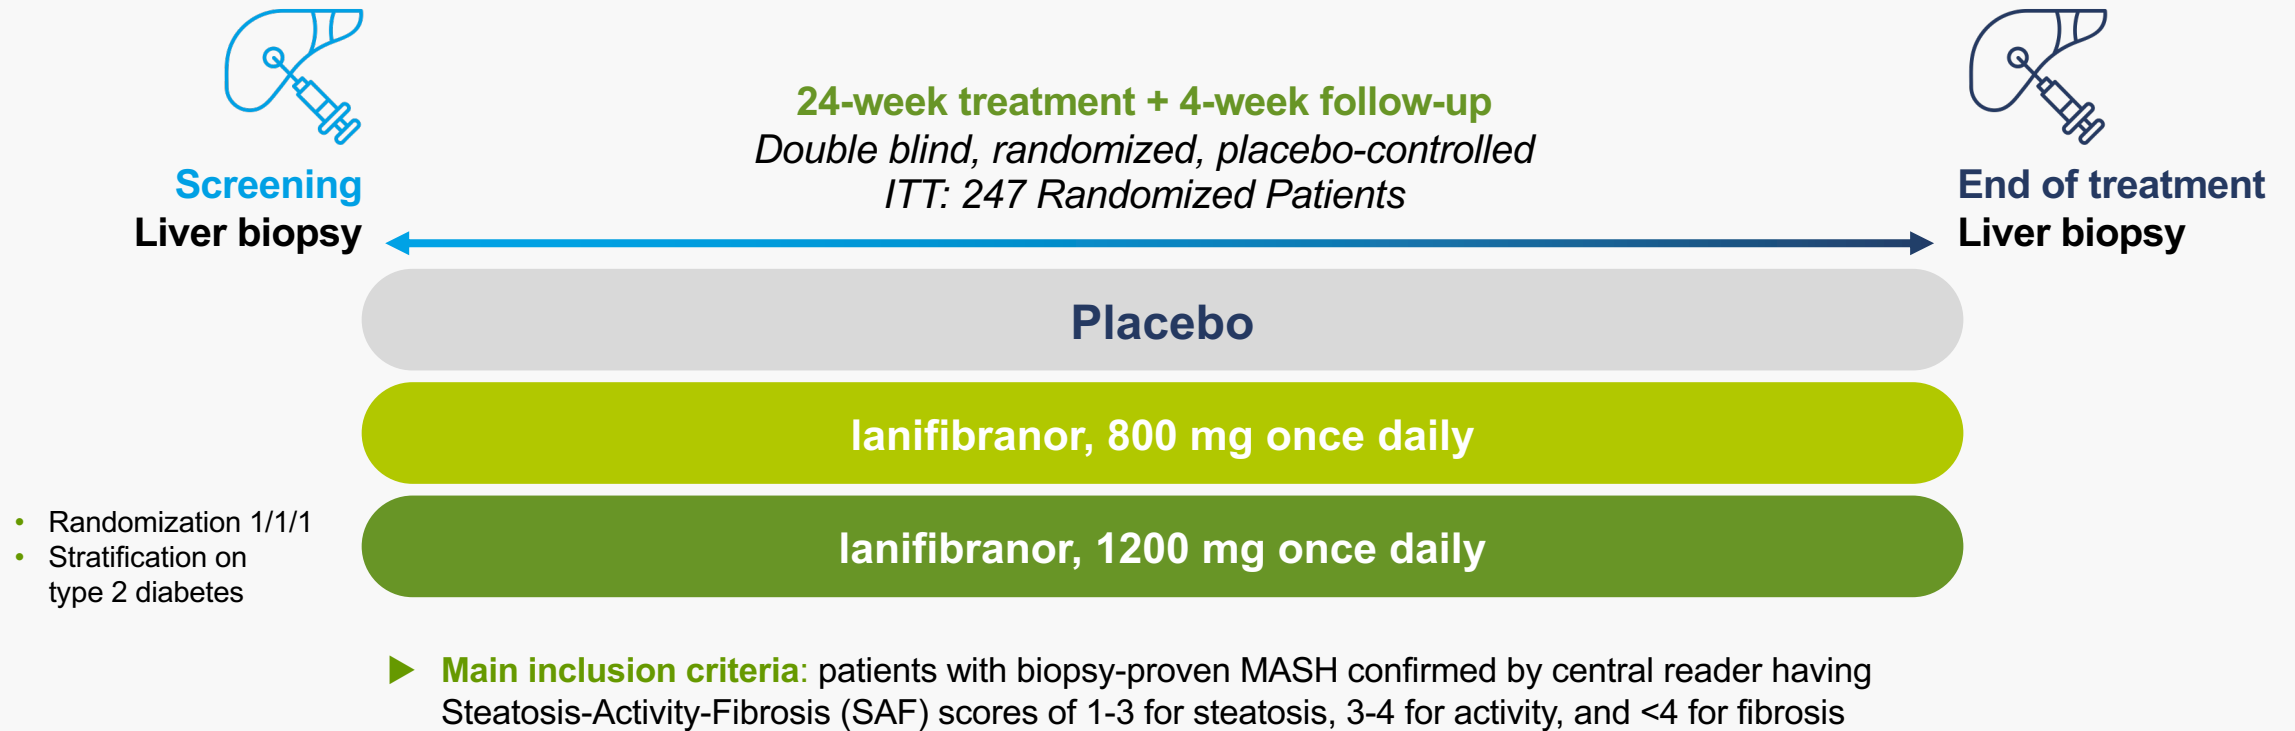 24-week treatment + 4-week follow-up
Double blind, randomized, placebo-controlled
ITT: 247 Randomized Patients
Screening
Liver biopsy
End of treatment
Liver biopsy
Placebo
lanifibranor, 800 mg once daily
lanifibranor, 1200 mg once daily
• Randomization 1/1/1
• Stratification on
type 2 diabetes
Main inclusion criteria: patients with biopsy-proven MASH confirmed by central reader having
Steatosis-Activity-Fibrosis (SAF) scores of 1-3 for steatosis, 3-4 for activity, and <4 for fibrosis